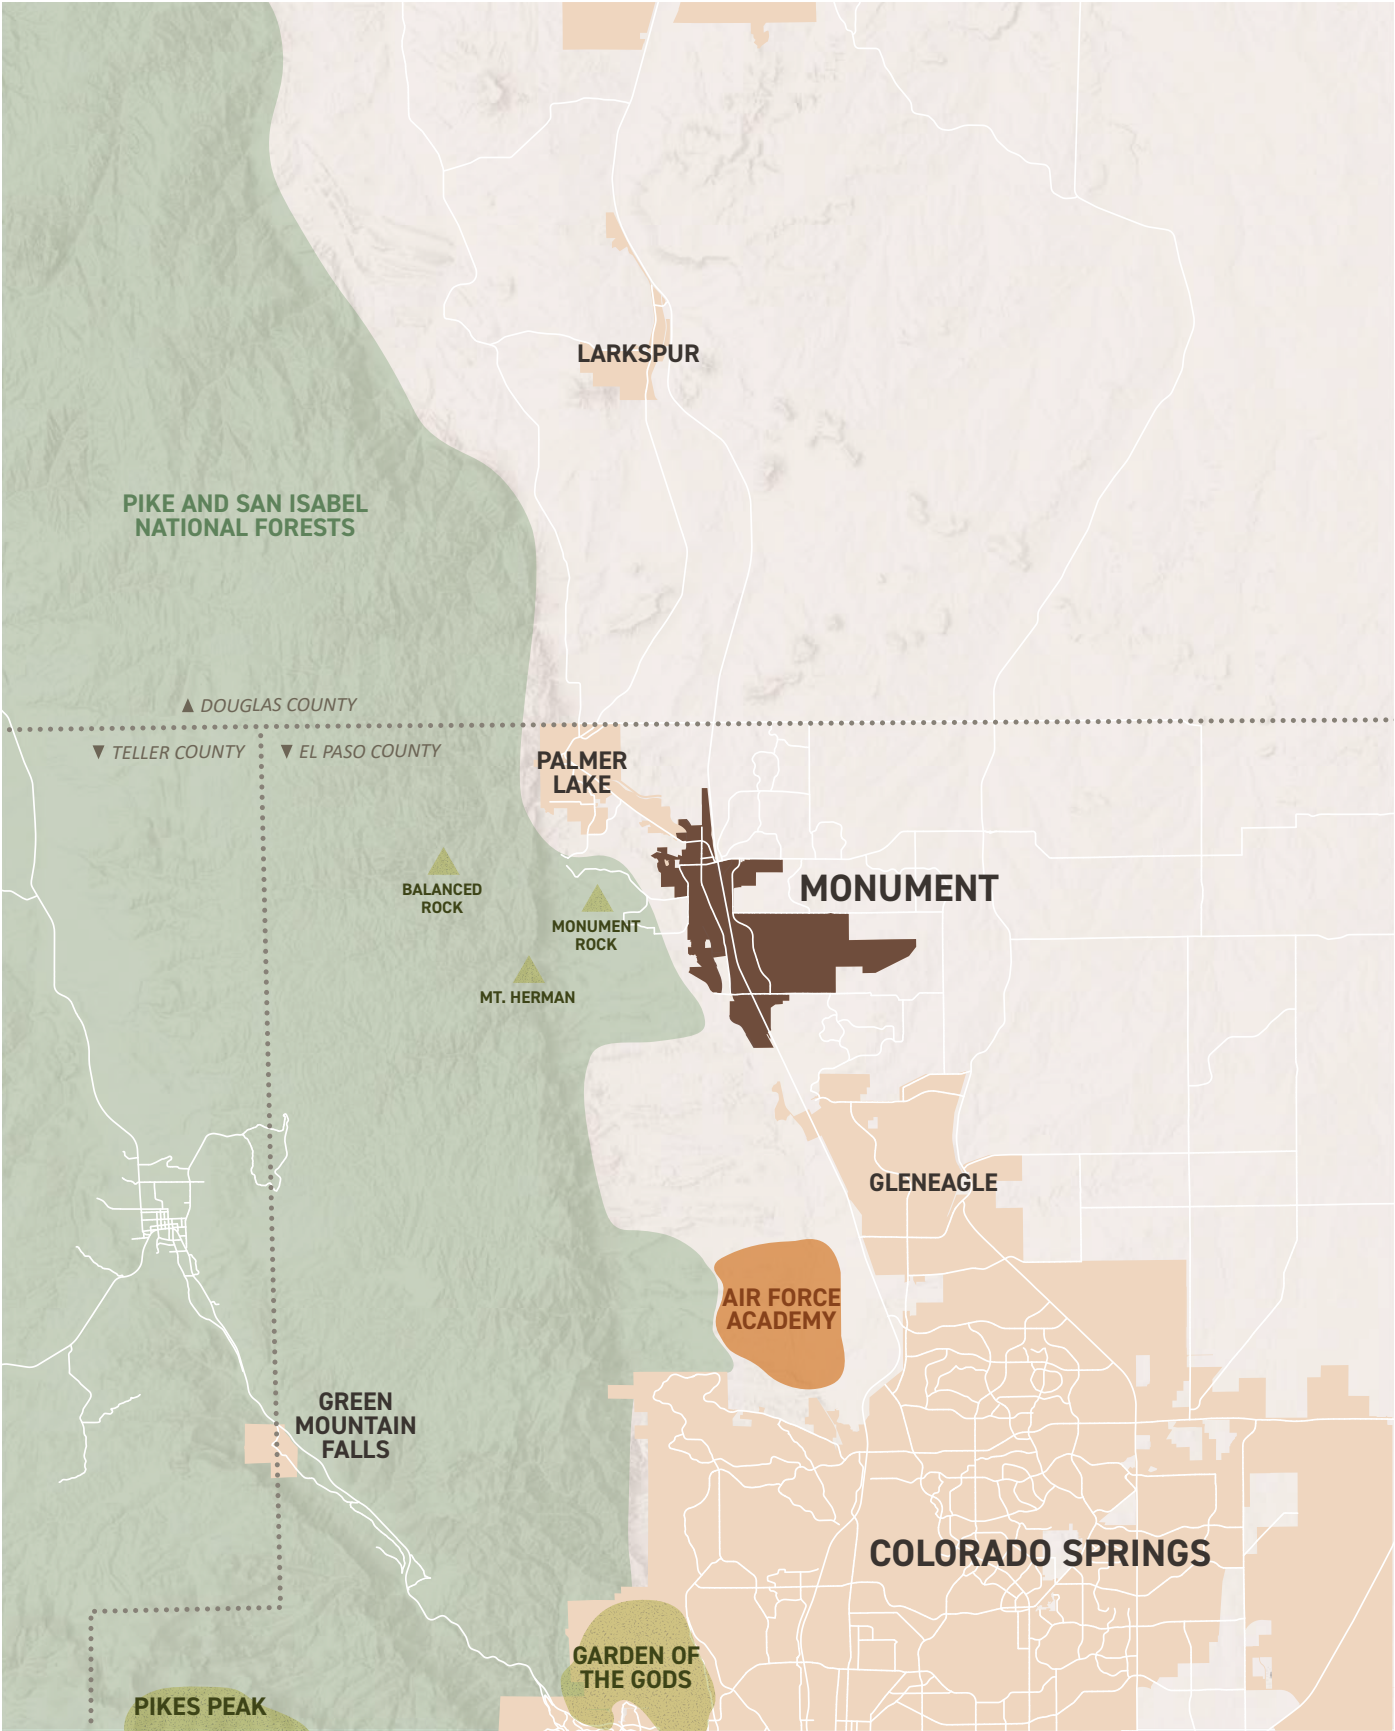 LARKSPUR
PIKE AND SAN ISABEL
NATIONAL FORESTS
▲ DOUGLAS COUNTY
▼ TELLER COUNTY
▼ EL PASO COUNTY
PALMER
LAKE
BALANCED
ROCK
MONUMENT
MONUMENT
ROCK
MT. HERMAN
GLENEAGLE
AIR FORCE
ACADEMY
GREEN
MOUNTAIN
FALLS
COLORADO SPRINGS
GARDEN OF
THE GODS
PIKES PEAK